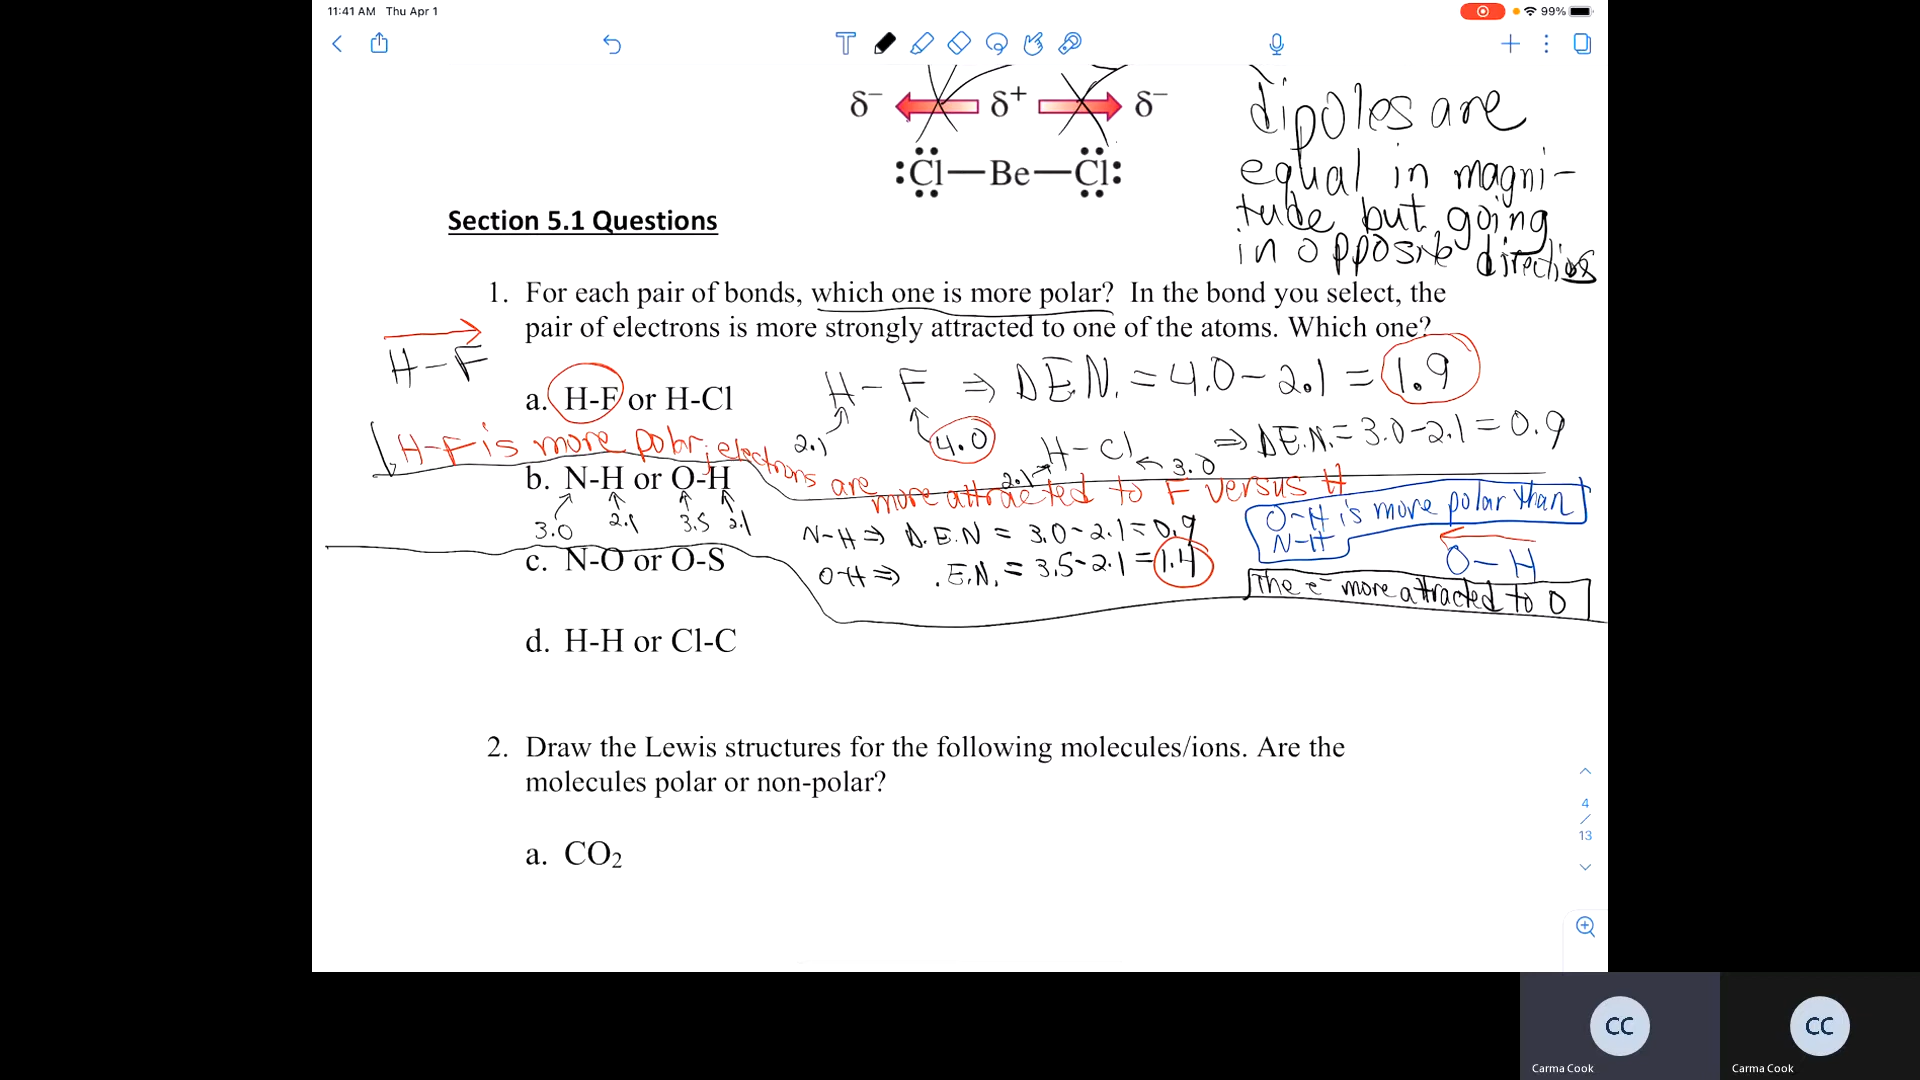 11:41 AM Thu Apr 1
99%
δ⁻ δ⁺ δ⁻
:Cl—Be—Cl:
dipoles are
equal in magni-
tude but going
in opposite directions
Section 5.1 Questions
1. For each pair of bonds, which one is more polar? In the bond you select, the
pair of electrons is more strongly attracted to one of the atoms. Which one?
H-F
a. H-F or H-Cl
H-F ⇒ ΔE.N. = 4.0-2.1 = 1.9
2.1 4.0
H-Cl ⇒ ΔE.N. = 3.0-2.1 = 0.9
2.1 3.0
H-F is more polar; electrons are more attracted to F versus H
b. N-H or O-H
3.0 2.1 3.5 2.1
N-H ⇒ Δ.E.N = 3.0-2.1 = 0.9
O-H ⇒ .E.N. = 3.5-2.1 = 1.4
O-H is more polar than
N-H
O-H
The e⁻ more attracted to O
c. N-O or O-S
d. H-H or Cl-C
2. Draw the Lewis structures for the following molecules/ions. Are the
molecules polar or non-polar?
a. CO₂
4
/
13
CC CC
Carma Cook Carma Cook